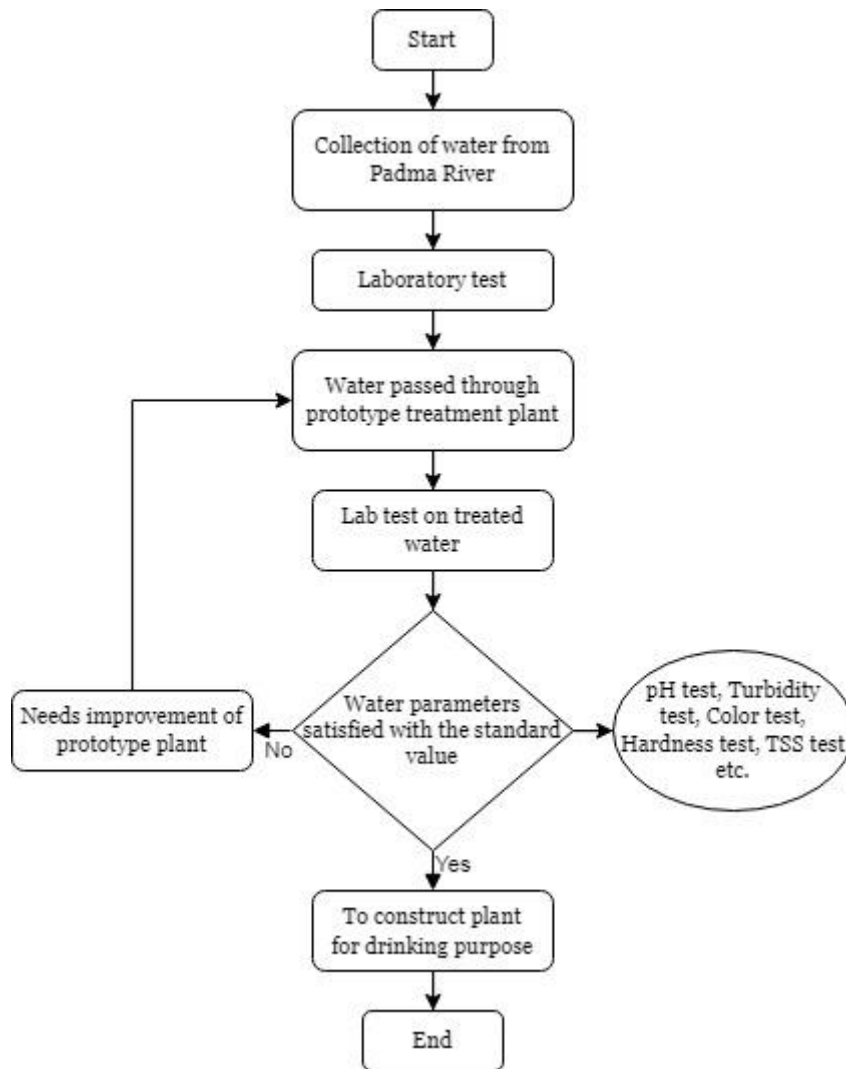 Start
Collection of water from
Padma River
Laboratory test
Water passed through
prototype treatment plant
Lab test on treated
water
Water parameters
satisfied with the standard
value
No
Needs improvement of
prototype plant
pH test, Turbidity
test, Color test,
Hardness test, TSS test
etc.
Yes
To construct plant
for drinking purpose
End